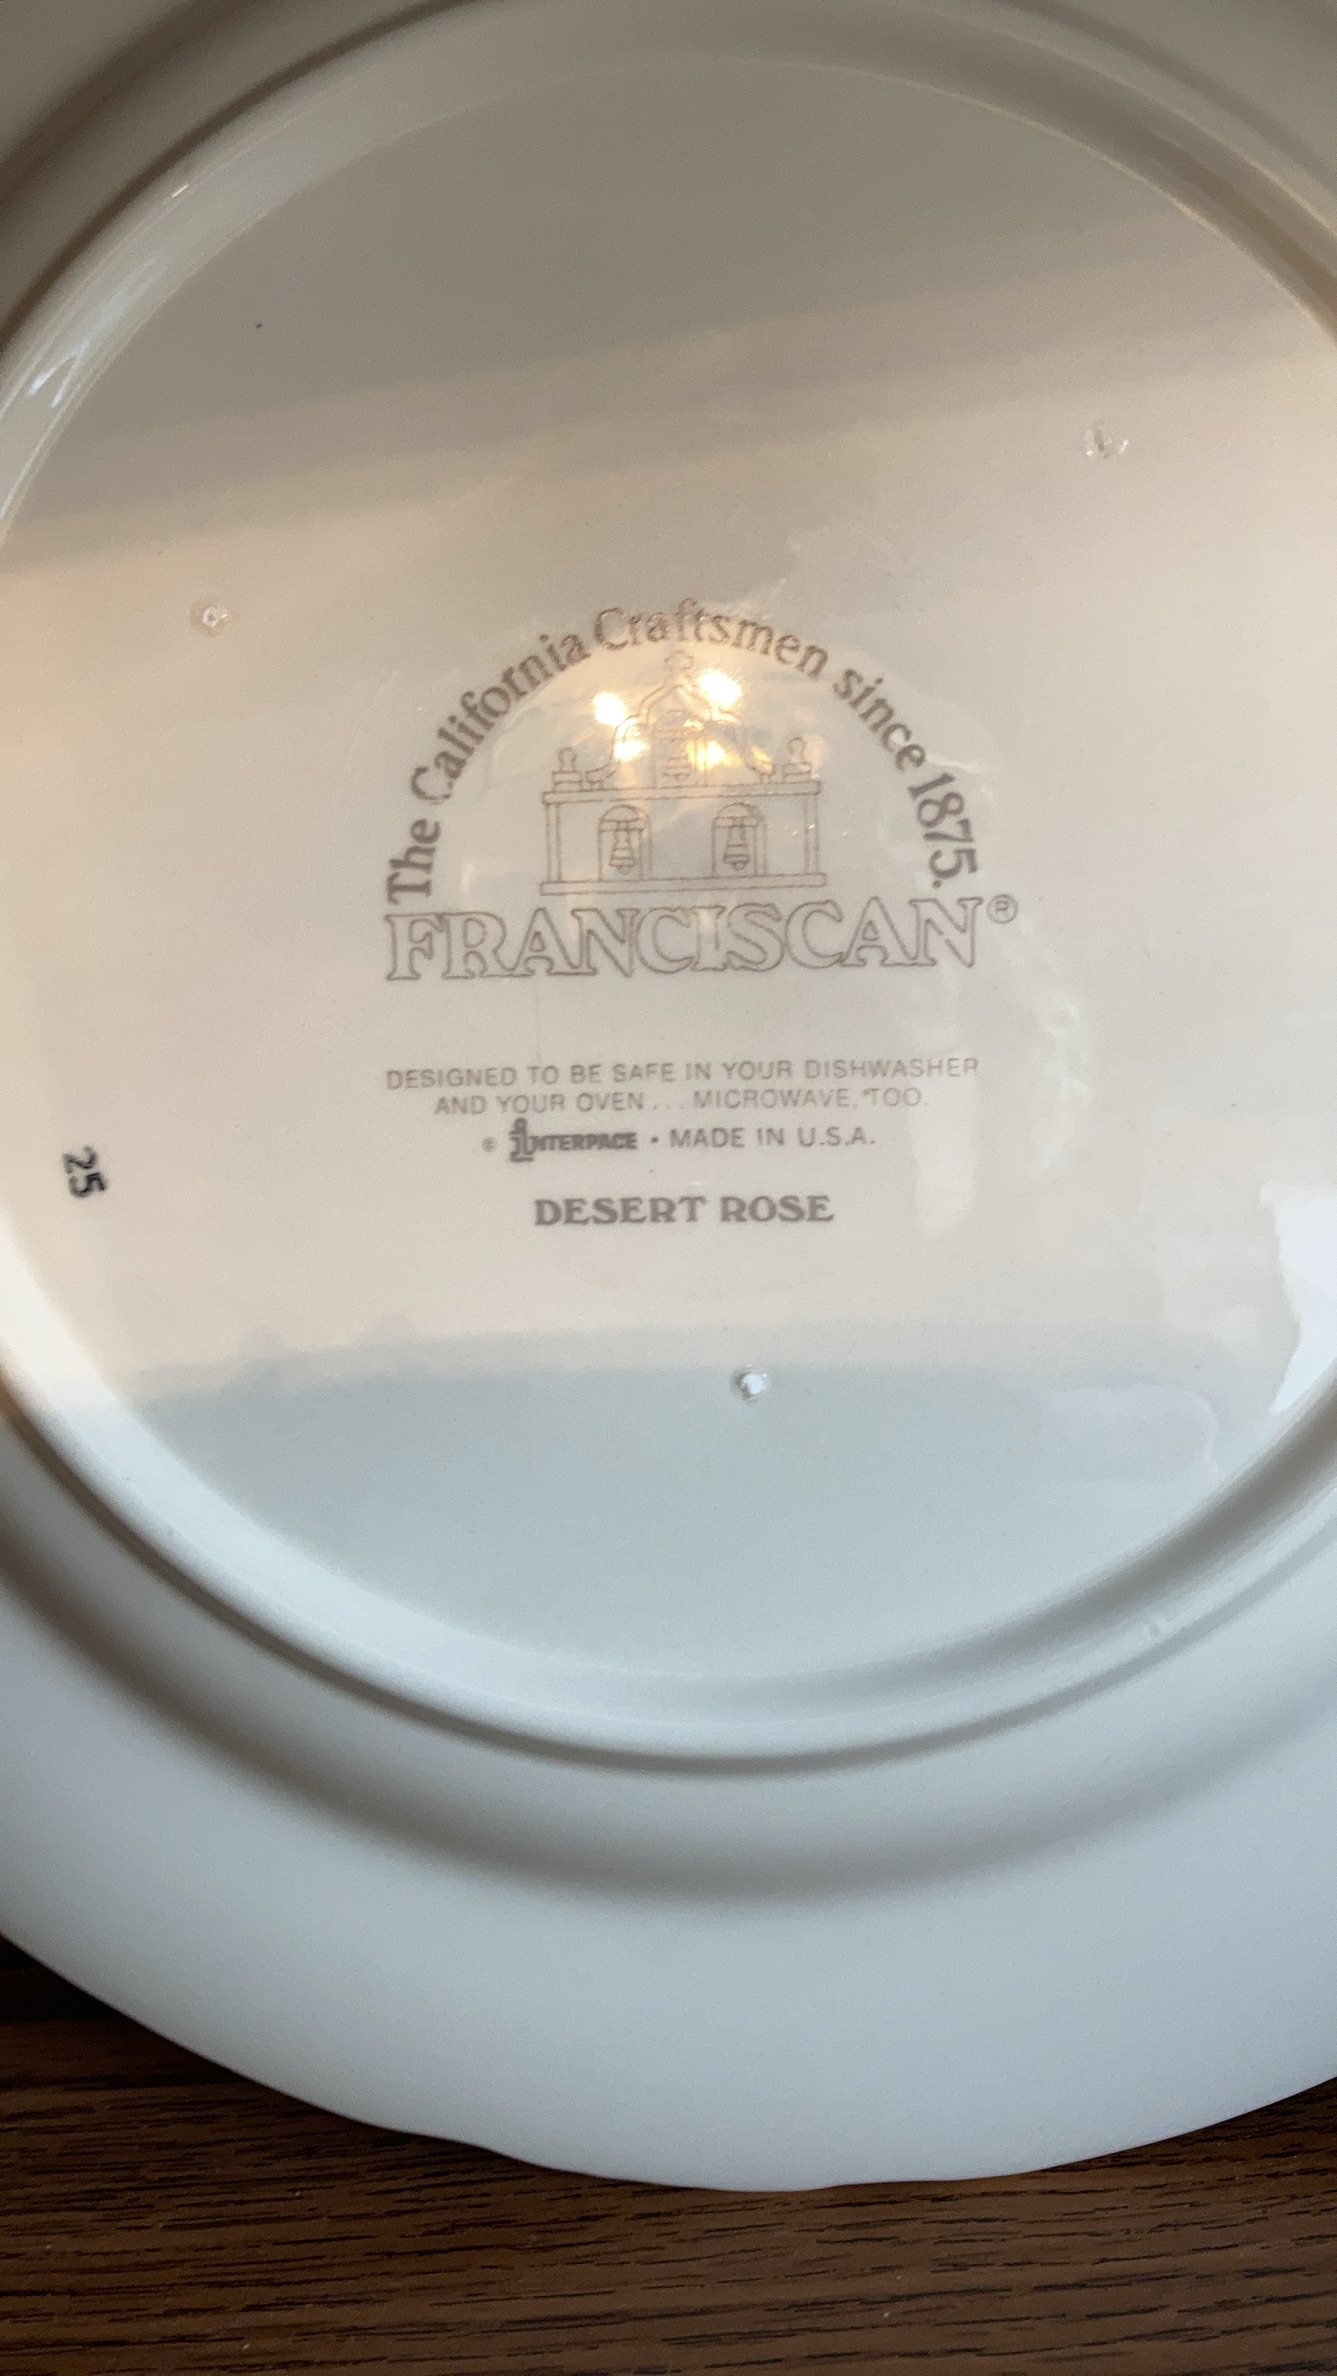 The California Craftsmen since 1875.
FRANCISCAN®
DESIGNED TO BE SAFE IN YOUR DISHWASHER
AND YOUR OVEN... MICROWAVE, TOO.
© INTERPACE • MADE IN U.S.A.
25
DESERT ROSE